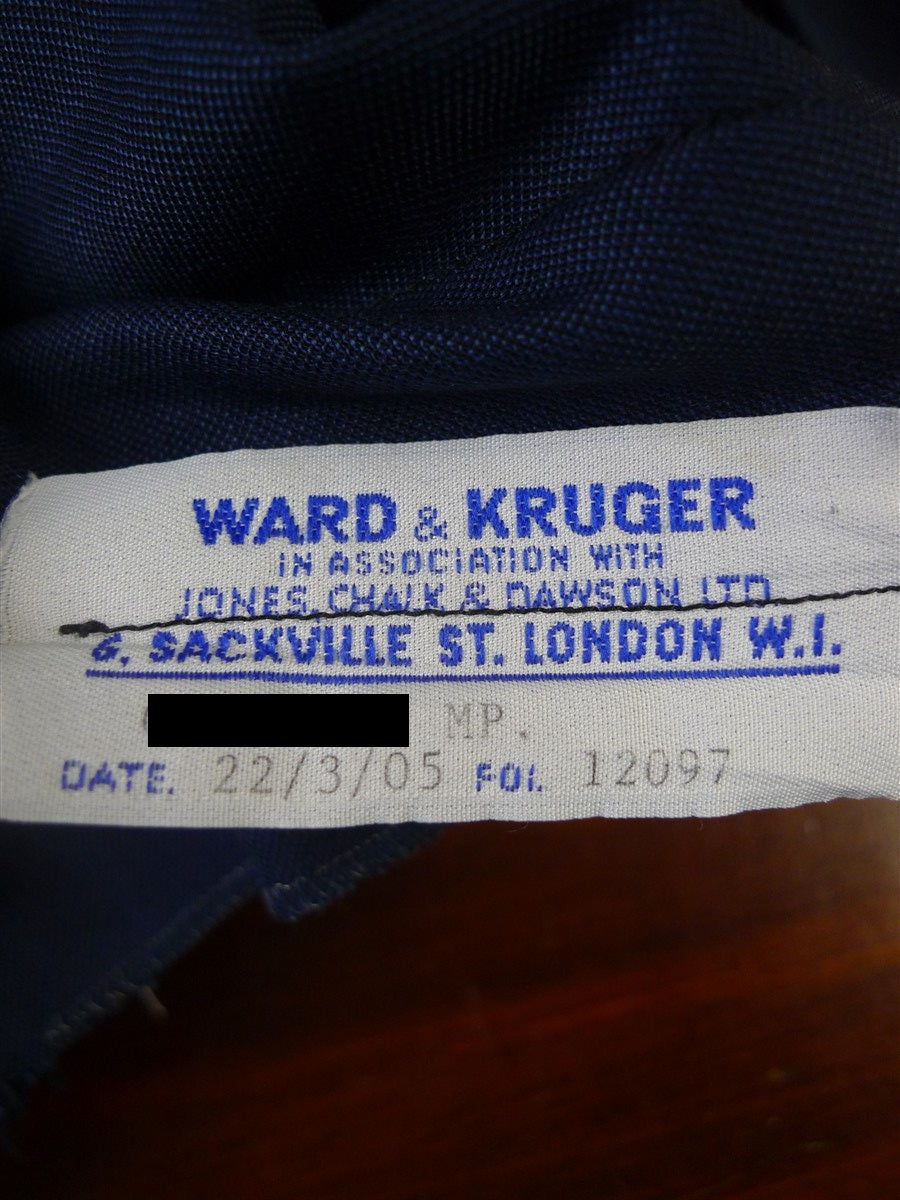 WARD & KRUGER
IN ASSOCIATION WITH
JONES, CHALK & DAWSON LTD.
6, SACKVILLE ST. LONDON W.I.
MP.
DATE. 22/3/05 FOL. 12097